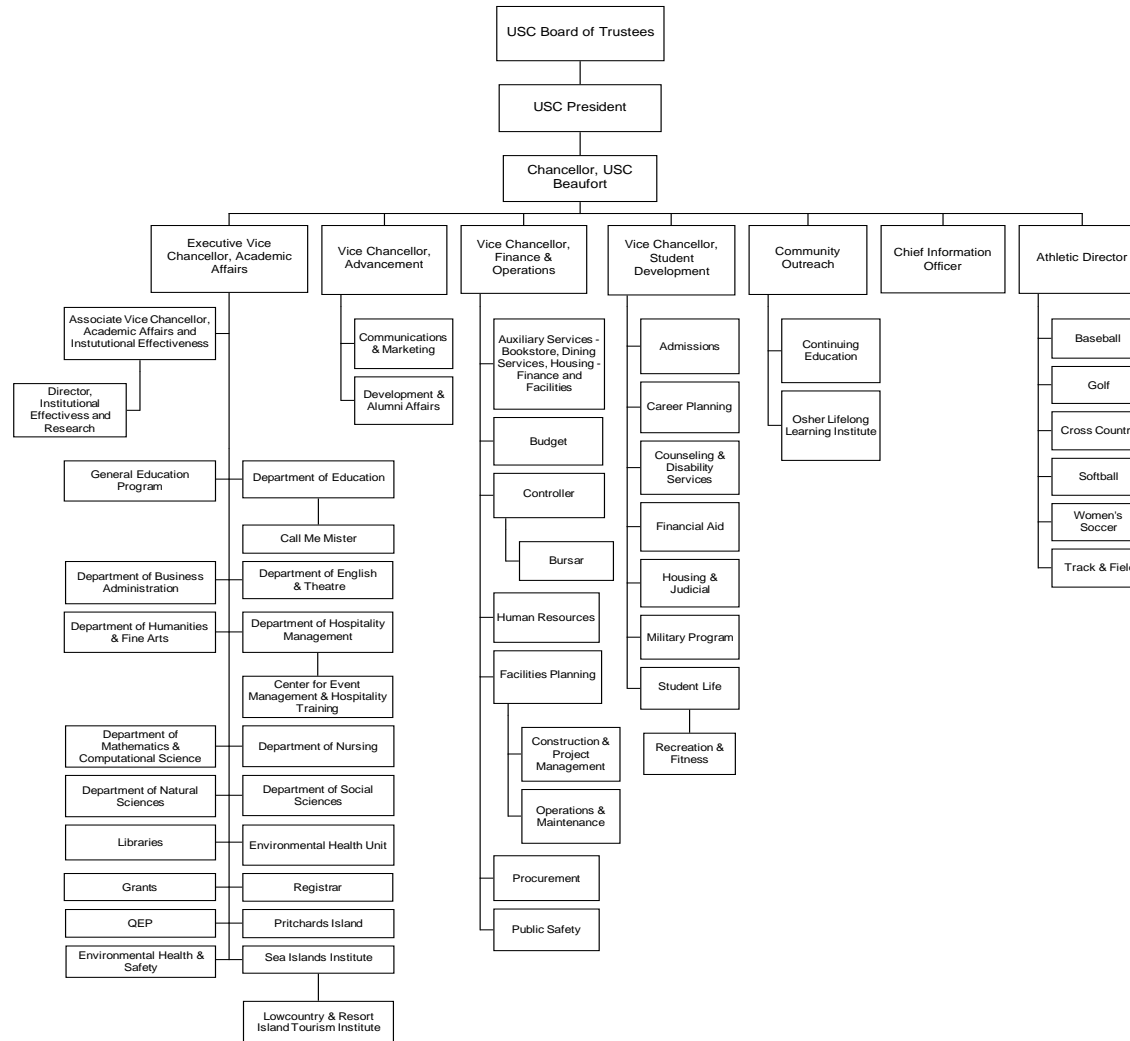 USC Board of Trustees
USC President
Chancellor, USC
Beaufort
Executive Vice
Chancellor, Academic
Affairs
Vice Chancellor,
Advancement
Vice Chancellor,
Finance &
Operations
Vice Chancellor,
Student
Development
Community
Outreach
Chief Information
Officer
Athletic Director
Associate Vice Chancellor,
Academic Affairs and
Instutional Effectiveness
Director,
Institutional
Effectivess and
Research
General Education
Program
Department of Education
Call Me Mister
Department of Business
Administration
Department of English
& Theatre
Department of Humanities
& Fine Arts
Department of Hospitality
Management
Center for Event
Management & Hospitality
Training
Department of
Mathematics &
Computational Science
Department of Nursing
Department of Natural
Sciences
Department of Social
Sciences
Libraries
Environmental Health Unit
Grants
Registrar
QEP
Pritchards Island
Environmental Health &
Safety
Sea Islands Institute
Lowcountry & Resort
Island Tourism Institute
Communications
& Marketing
Development &
Alumni Affairs
Auxiliary Services -
Bookstore, Dining
Services, Housing -
Finance and
Facilities
Budget
Controller
Bursar
Human Resources
Facilities Planning
Construction &
Project
Management
Operations &
Maintenance
Procurement
Public Safety
Admissions
Career Planning
Counseling &
Disability
Services
Financial Aid
Housing &
Judicial
Military Program
Student Life
Recreation &
Fitness
Continuing
Education
Osher Lifelong
Learning Institute
Baseball
Golf
Cross Country
Softball
Women's
Soccer
Track & Field